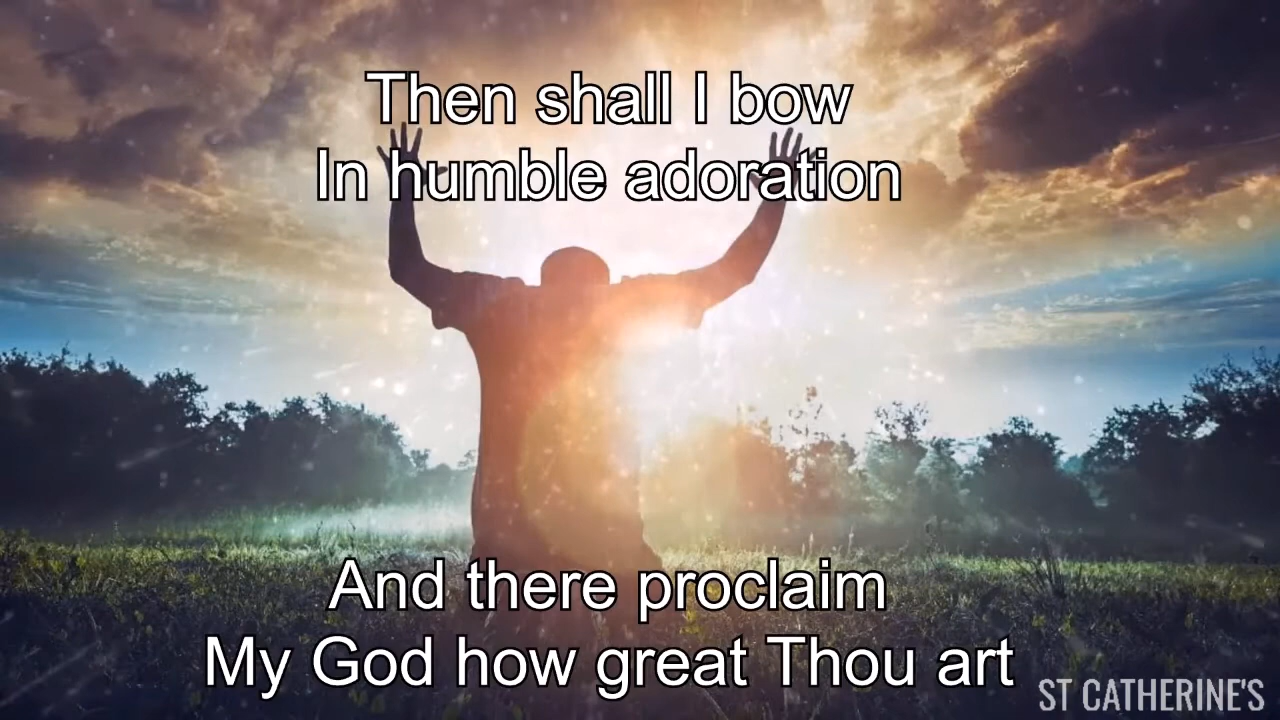 Then shall I bow
In humble adoration
And there proclaim
My God how great Thou art
ST CATHERINE'S